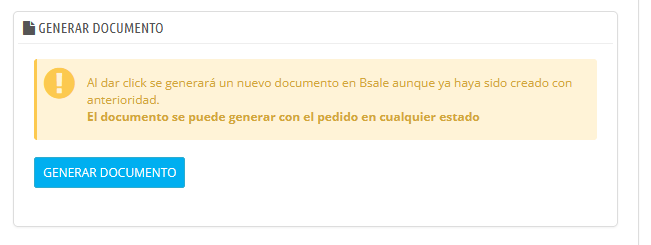 GENERAR DOCUMENTO
Al dar click se generará un nuevo documento en Bsale aunque ya haya sido creado con
anterioridad.
El documento se puede generar con el pedido en cualquier estado
GENERAR DOCUMENTO